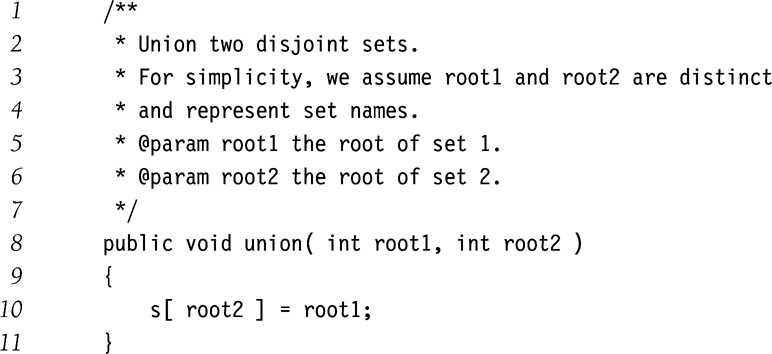 1 /**
2 * Union two disjoint sets.
3 * For simplicity, we assume root1 and root2 are distinct
4 * and represent set names.
5 * @param root1 the root of set 1.
6 * @param root2 the root of set 2.
7 */
8 public void union( int root1, int root2 )
9 {
10 s[ root2 ] = root1;
11 }